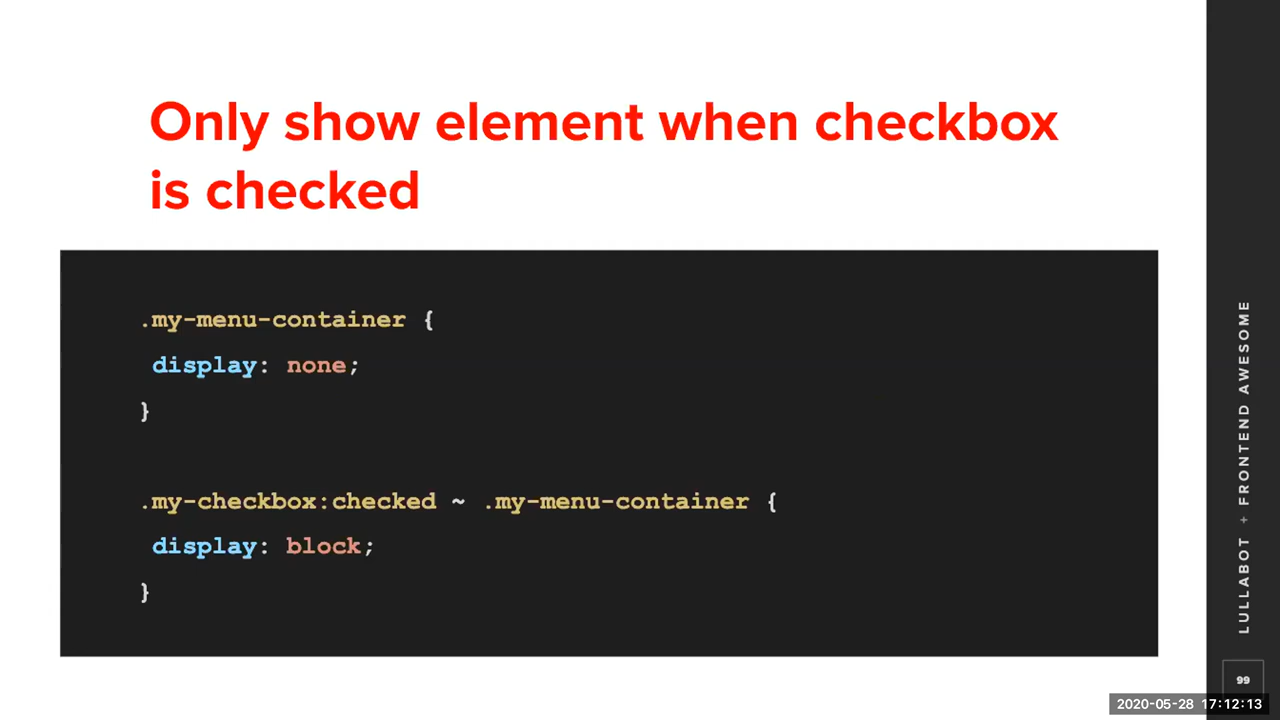 Only show element when checkbox
is checked
.my-menu-container {
display: none;
}
.my-checkbox:checked ~ .my-menu-container {
display: block;
}
LULLABOT + FRONTEND AWESOME
99
2020-05-28 17:12:13